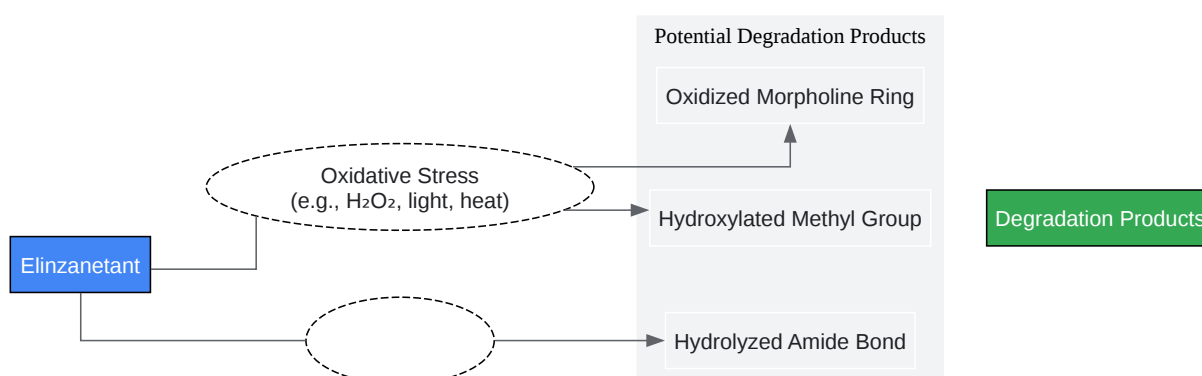 Potential Degradation Products
Oxidized Morpholine Ring
Oxidative Stress
(e.g., H₂O₂, light, heat)
Hydroxylated Methyl Group
Degradation Products
Elinzanetant
Hydrolyzed Amide Bond